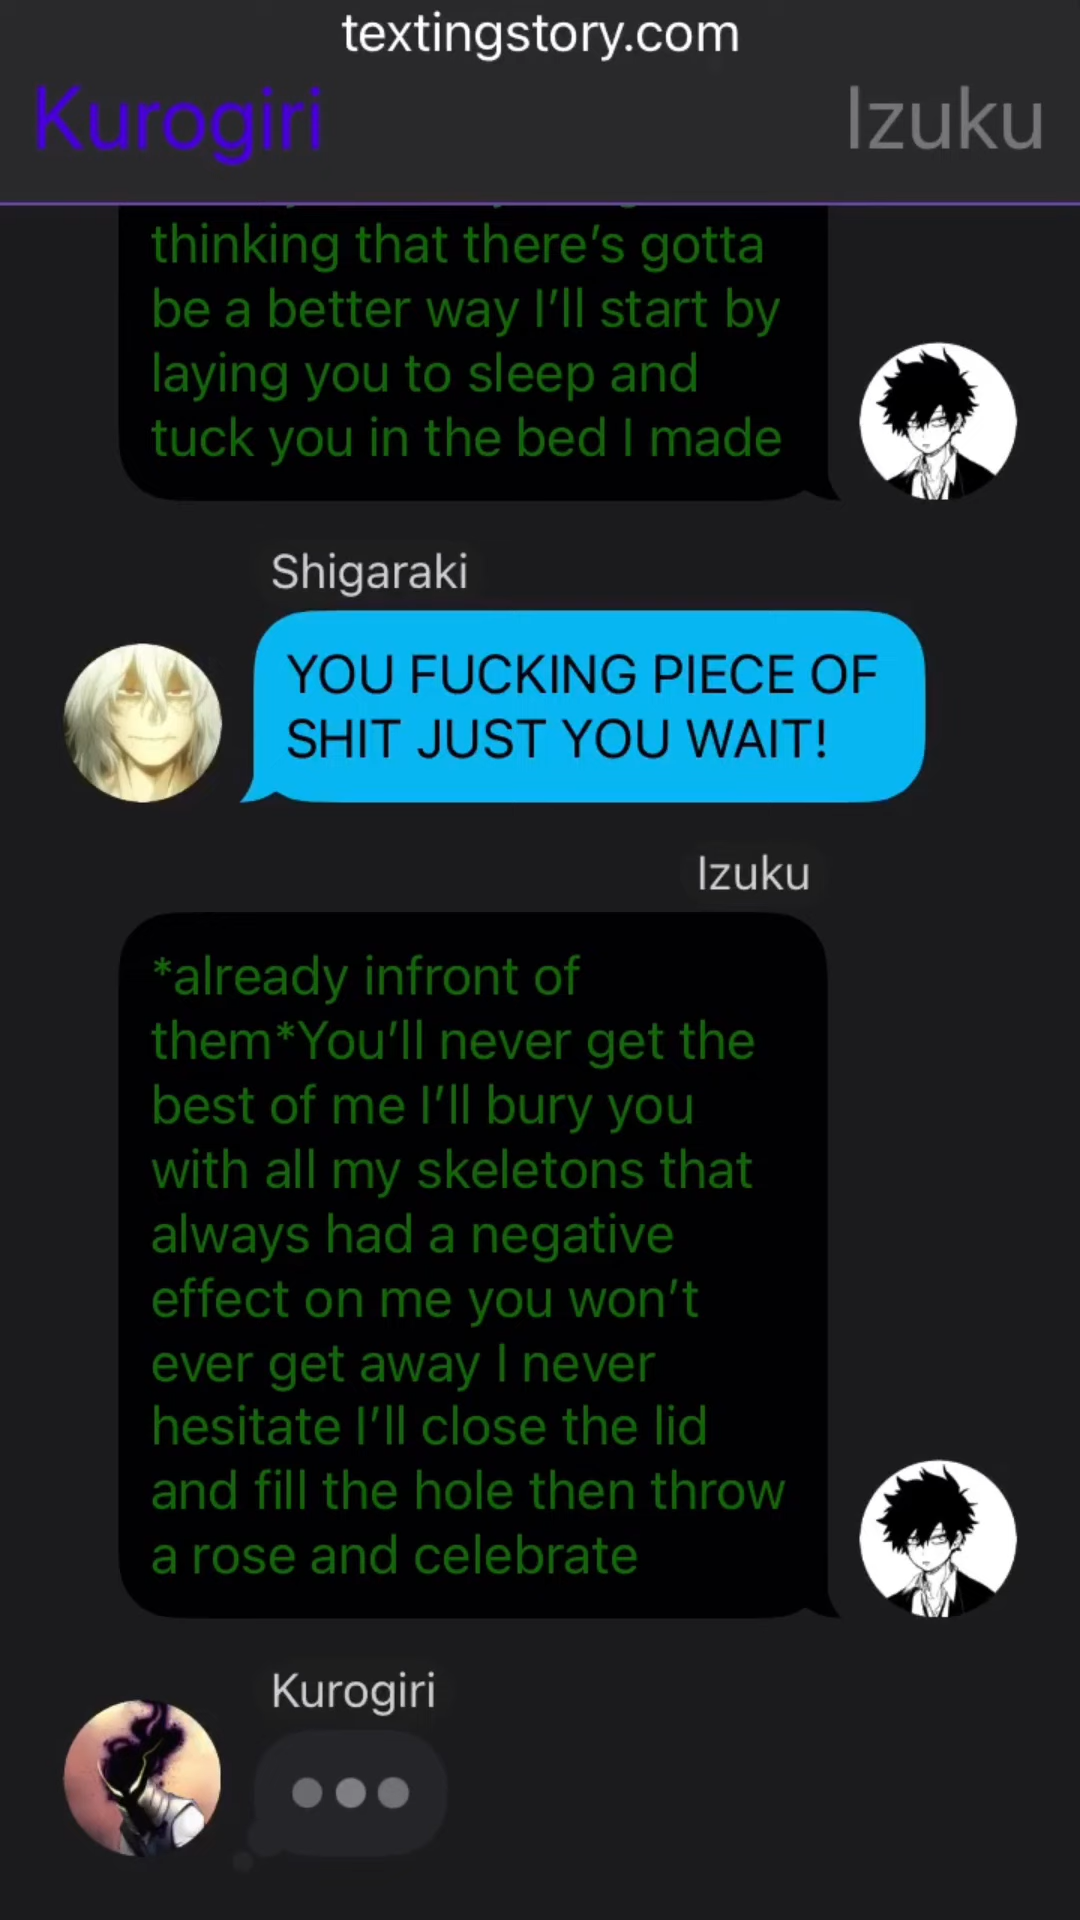 textingstory.com
Kurogiri
Izuku
thinking that there's gotta
be a better way I'll start by
laying you to sleep and
tuck you in the bed I made
Shigaraki
YOU FUCKING PIECE OF
SHIT JUST YOU WAIT!
Izuku
*already infront of
them*You'll never get the
best of me I'll bury you
with all my skeletons that
always had a negative
effect on me you won't
ever get away I never
hesitate I'll close the lid
and fill the hole then throw
a rose and celebrate
Kurogiri